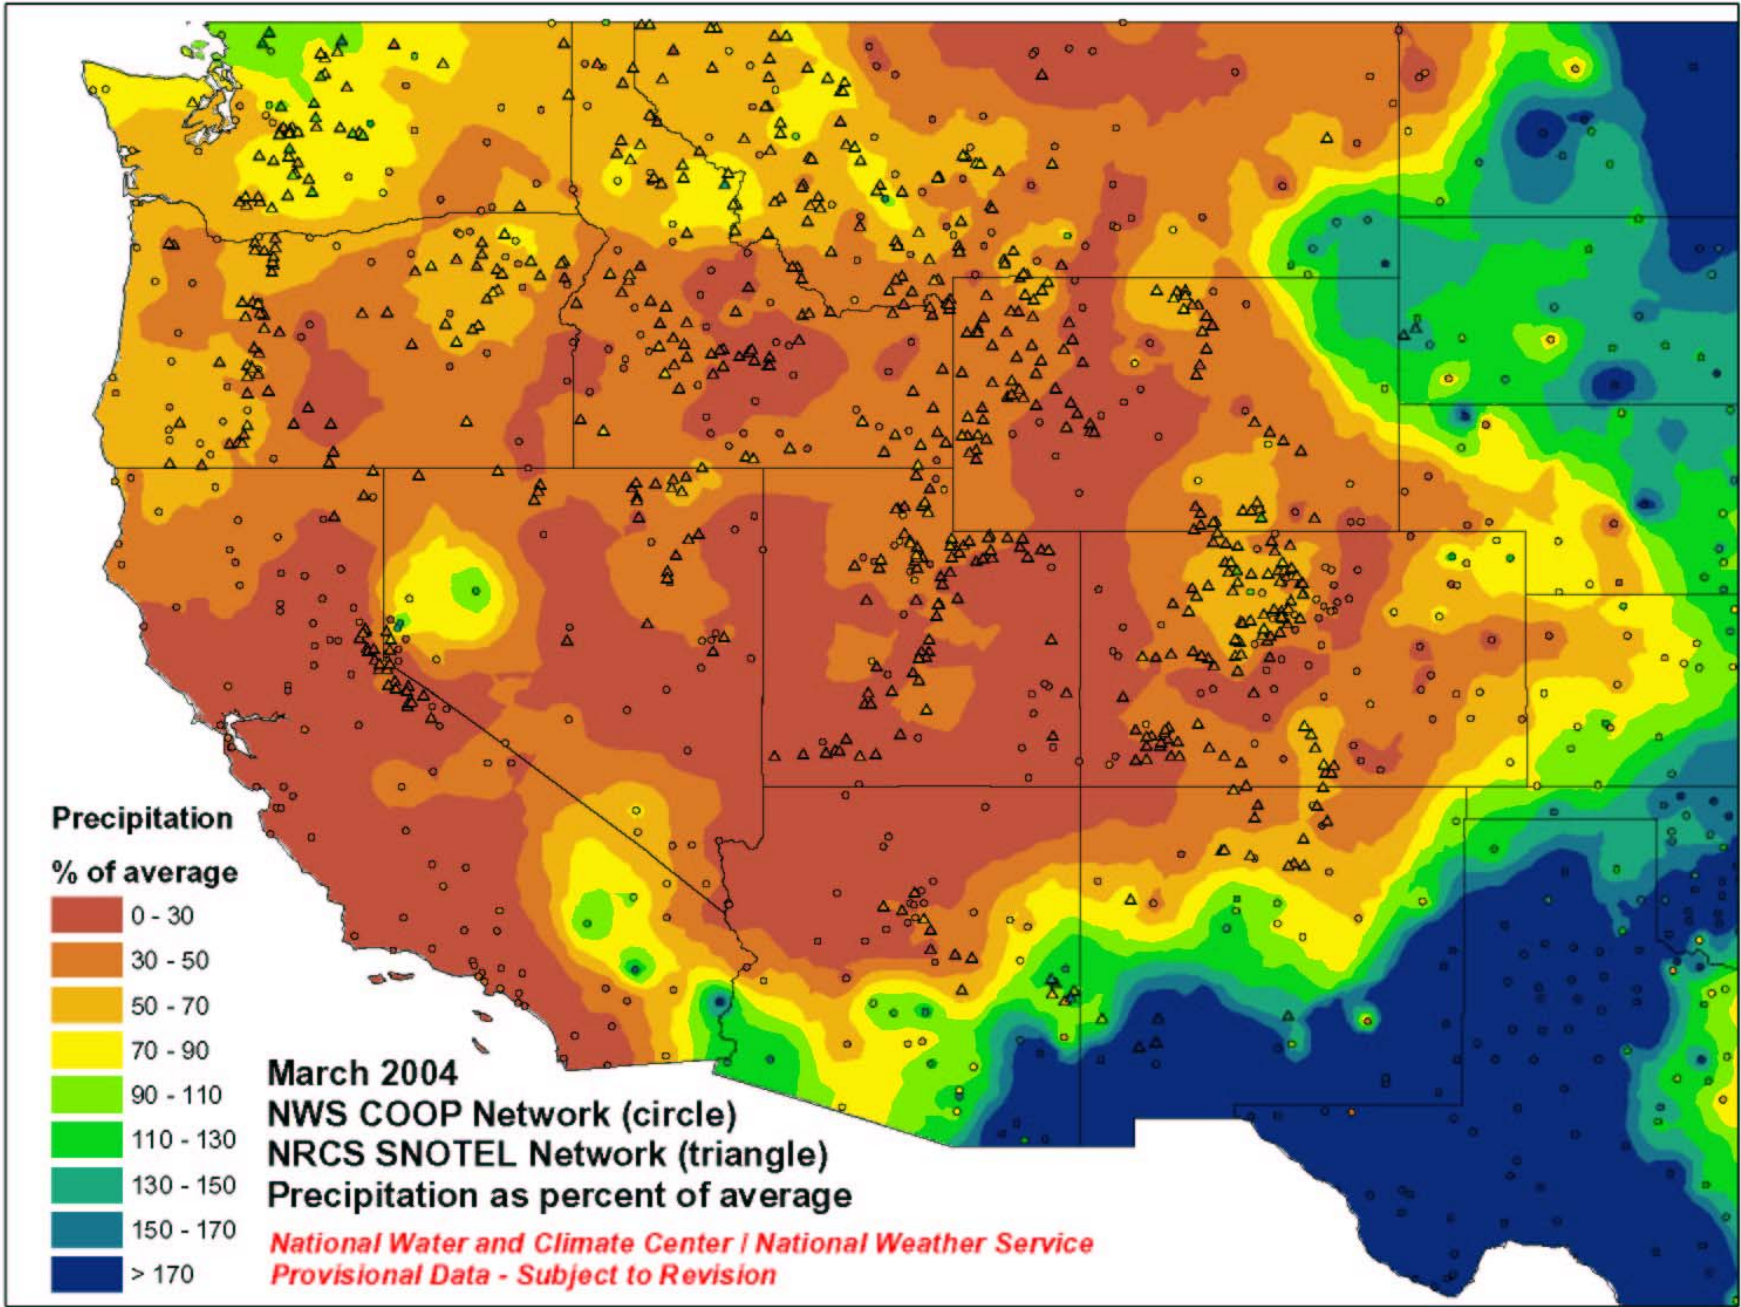 Precipitation
% of average
0 - 30
30 - 50
50 - 70
70 - 90
90 - 110
110 - 130
130 - 150
150 - 170
> 170
March 2004
NWS COOP Network (circle)
NRCS SNOTEL Network (triangle)
Precipitation as percent of average
National Water and Climate Center / National Weather Service
Provisional Data - Subject to Revision